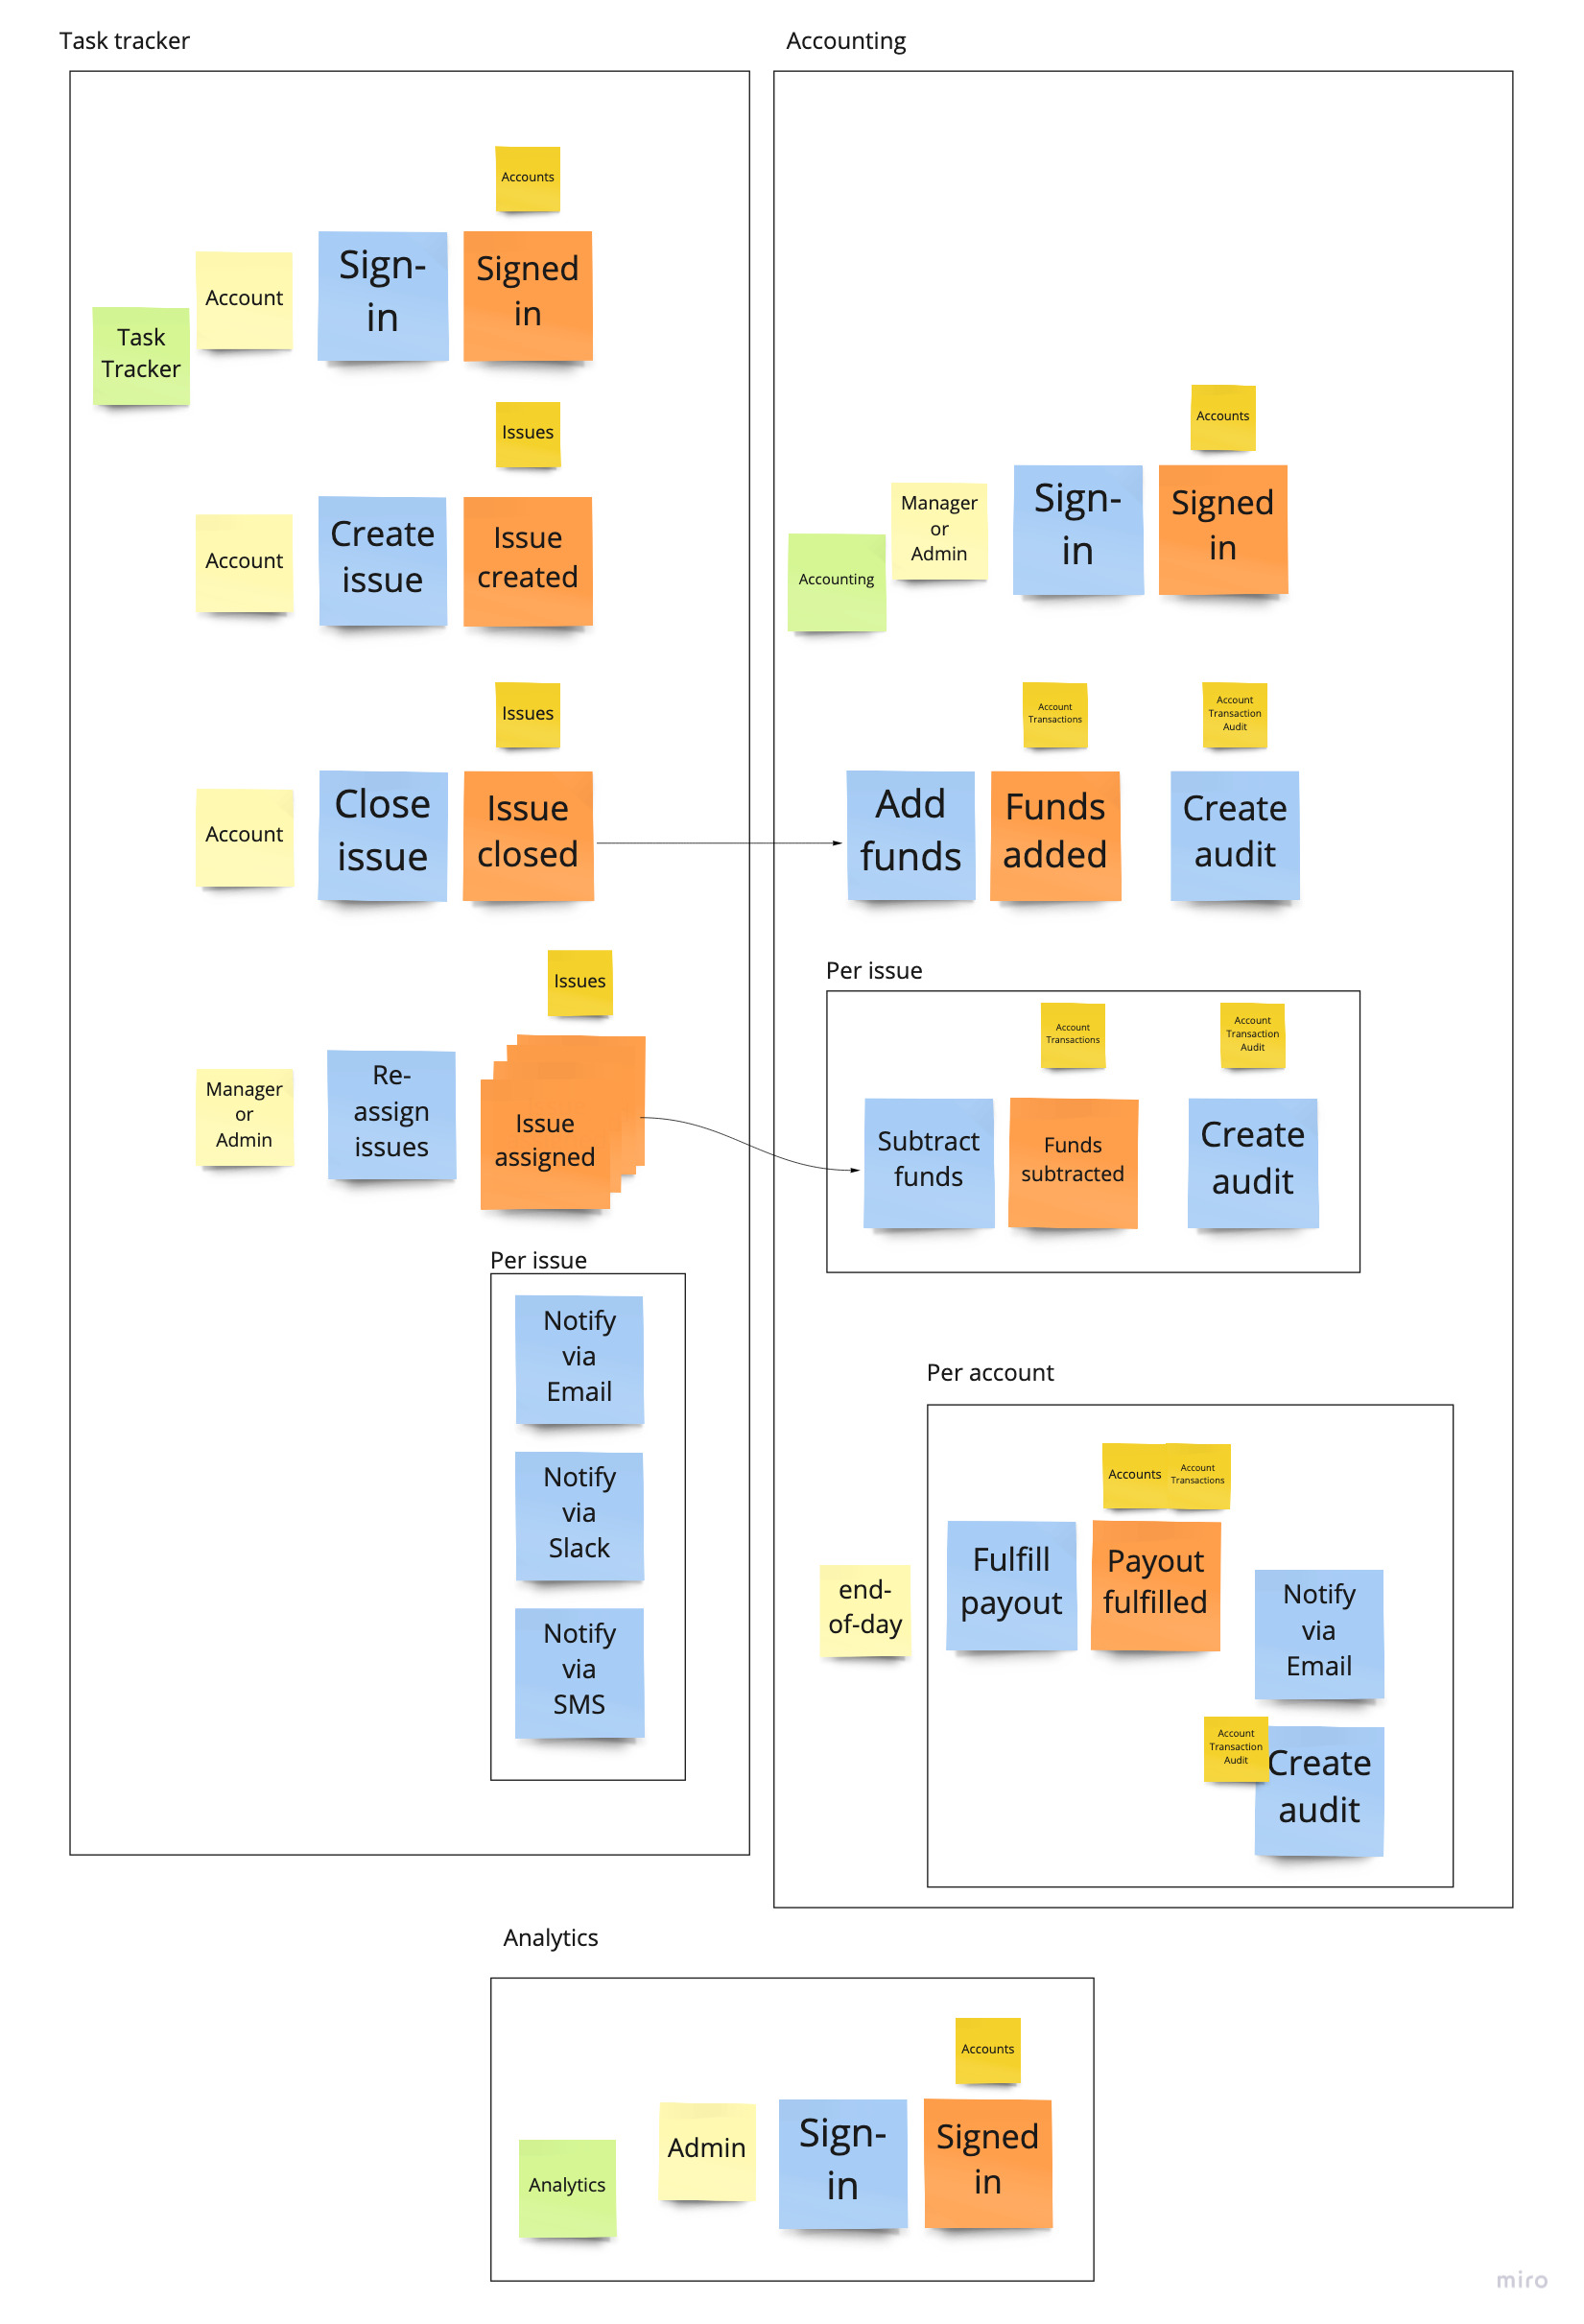 Task tracker
Accounts
Account
Sign-
in
Signed
in
Task
Tracker
Issues
Account
Create
issue
Issue
created
Issues
Account
Close
issue
Issue
closed
Issues
Manager
or
Admin
Re-
assign
issues
Issue
assigned
Per issue
Notify
via
Email
Notify
via
Slack
Notify
via
SMS
Accounting
Accounts
Manager
or
Admin
Sign-
in
Signed
in
Accounting
Account
Transactions
Account
Transaction
Audit
Add
funds
Funds
added
Create
audit
Per issue
Account
Transactions
Account
Transaction
Audit
Subtract
funds
Funds
subtracted
Create
audit
Per account
Accounts
Account
Transactions
end-
of-day
Fulfill
payout
Payout
fulfilled
Notify
via
Email
Account
Transaction
Audit
Create
audit
Analytics
Accounts
Analytics
Admin
Sign-
in
Signed
in
miro